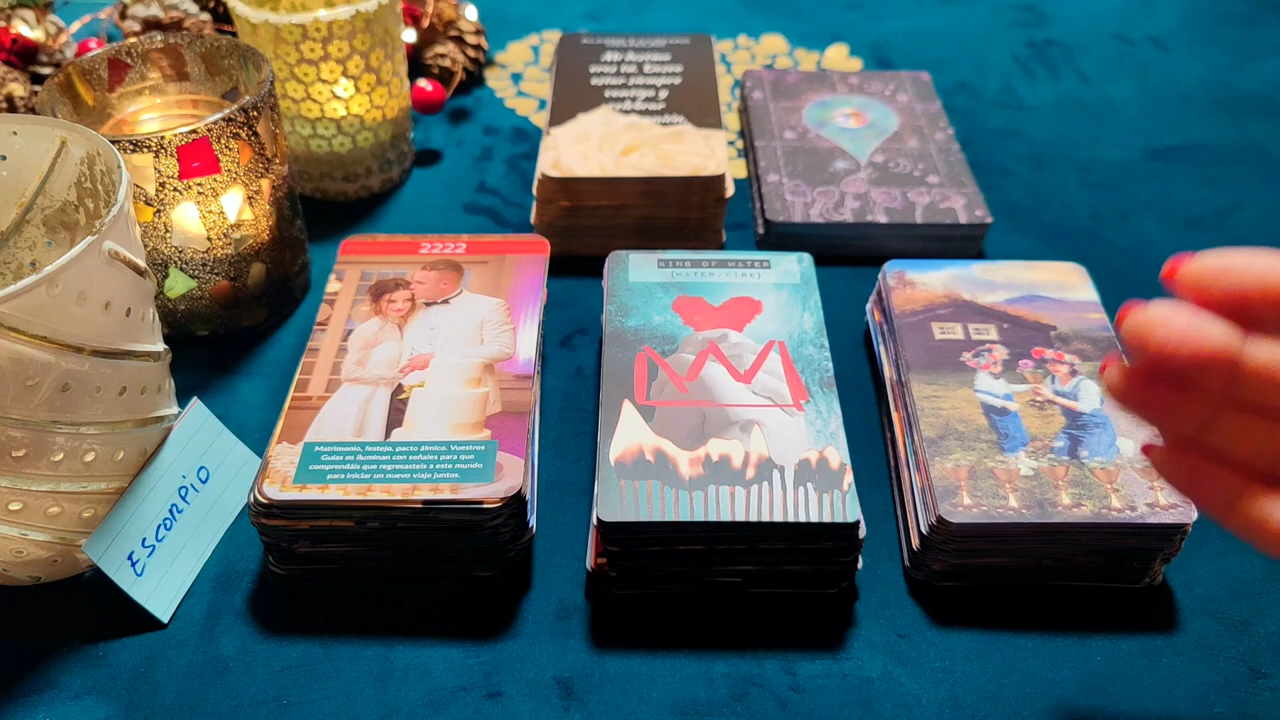 2222
Matrimonio, festejo, pacto álmico. Vuestros
Guías os iluminan con señales para que
comprendáis que regresasteis a este mundo
para iniciar un nuevo viaje juntos.
KING OF WATER
(WATER/FIRE)
ESCORPIO